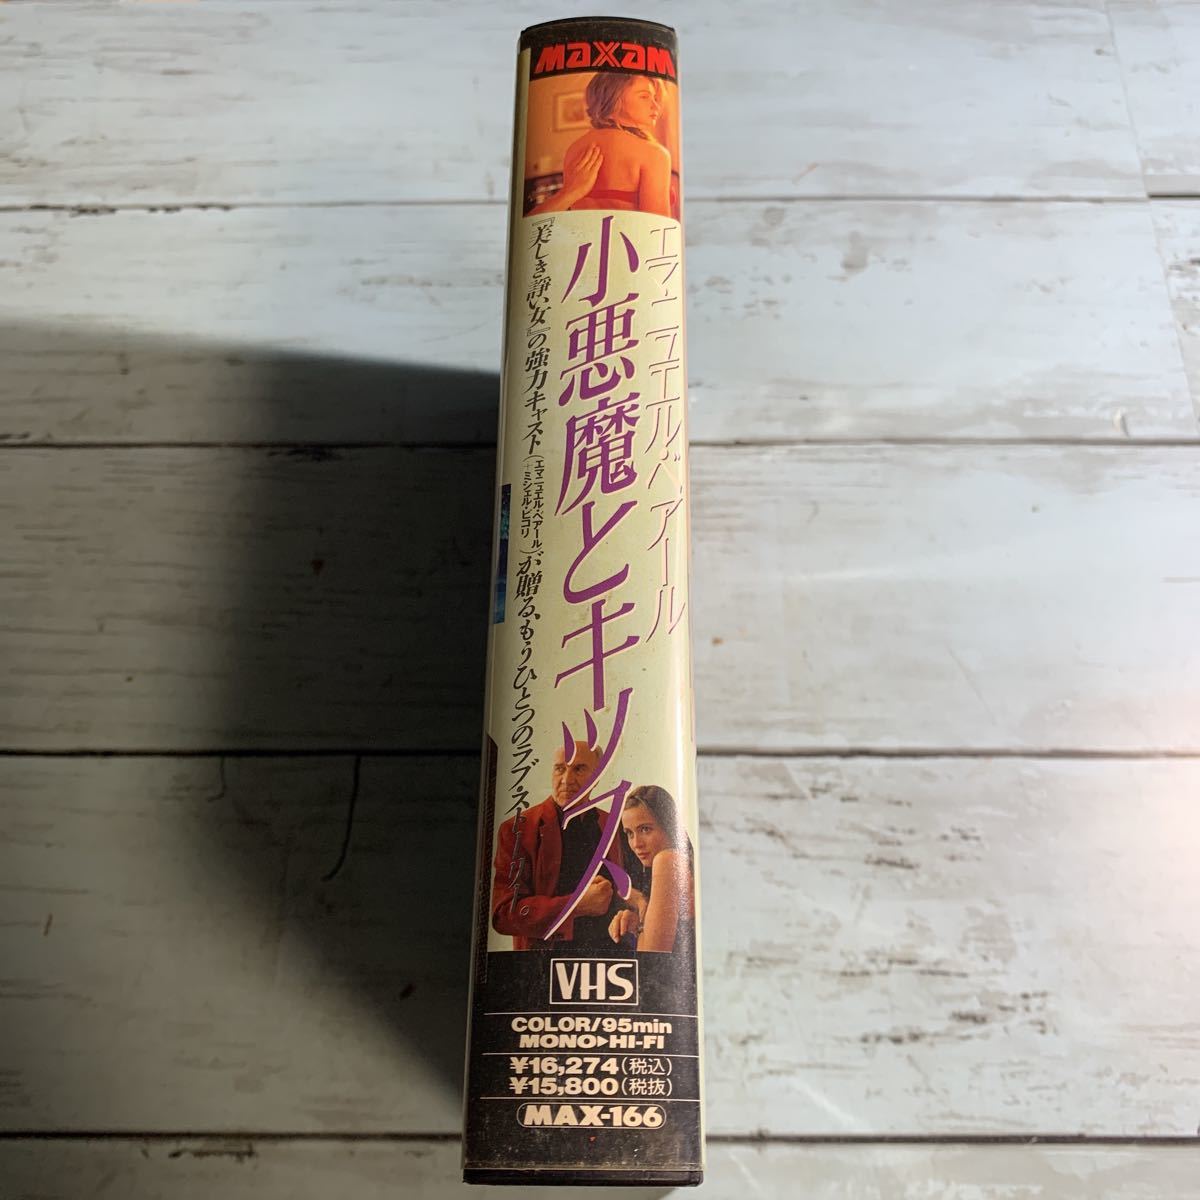 MAXAM
エマニュエル・ベアール
小悪魔とキッス
『美しき諍い女』の強力キャスト(エマニュエル・ベアール+ミシェル・ピコリ)が贈る、もうひとつのラブ・ストーリー。
VHS
COLOR/95min
MONO▶HI-FI
¥16,274(税込)
¥15,800(税抜)
MAX-166